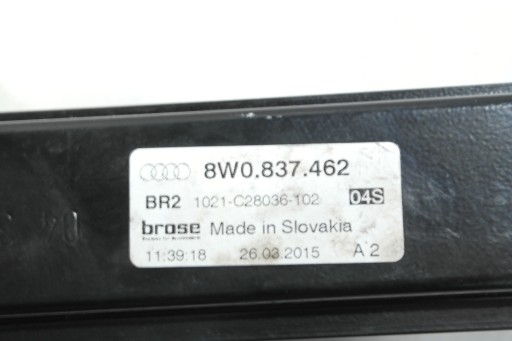 8W0.837.462
BR2 1021-C28036-102 04S
brose Made in Slovakia
11:39:18 26.03.2015 A 2